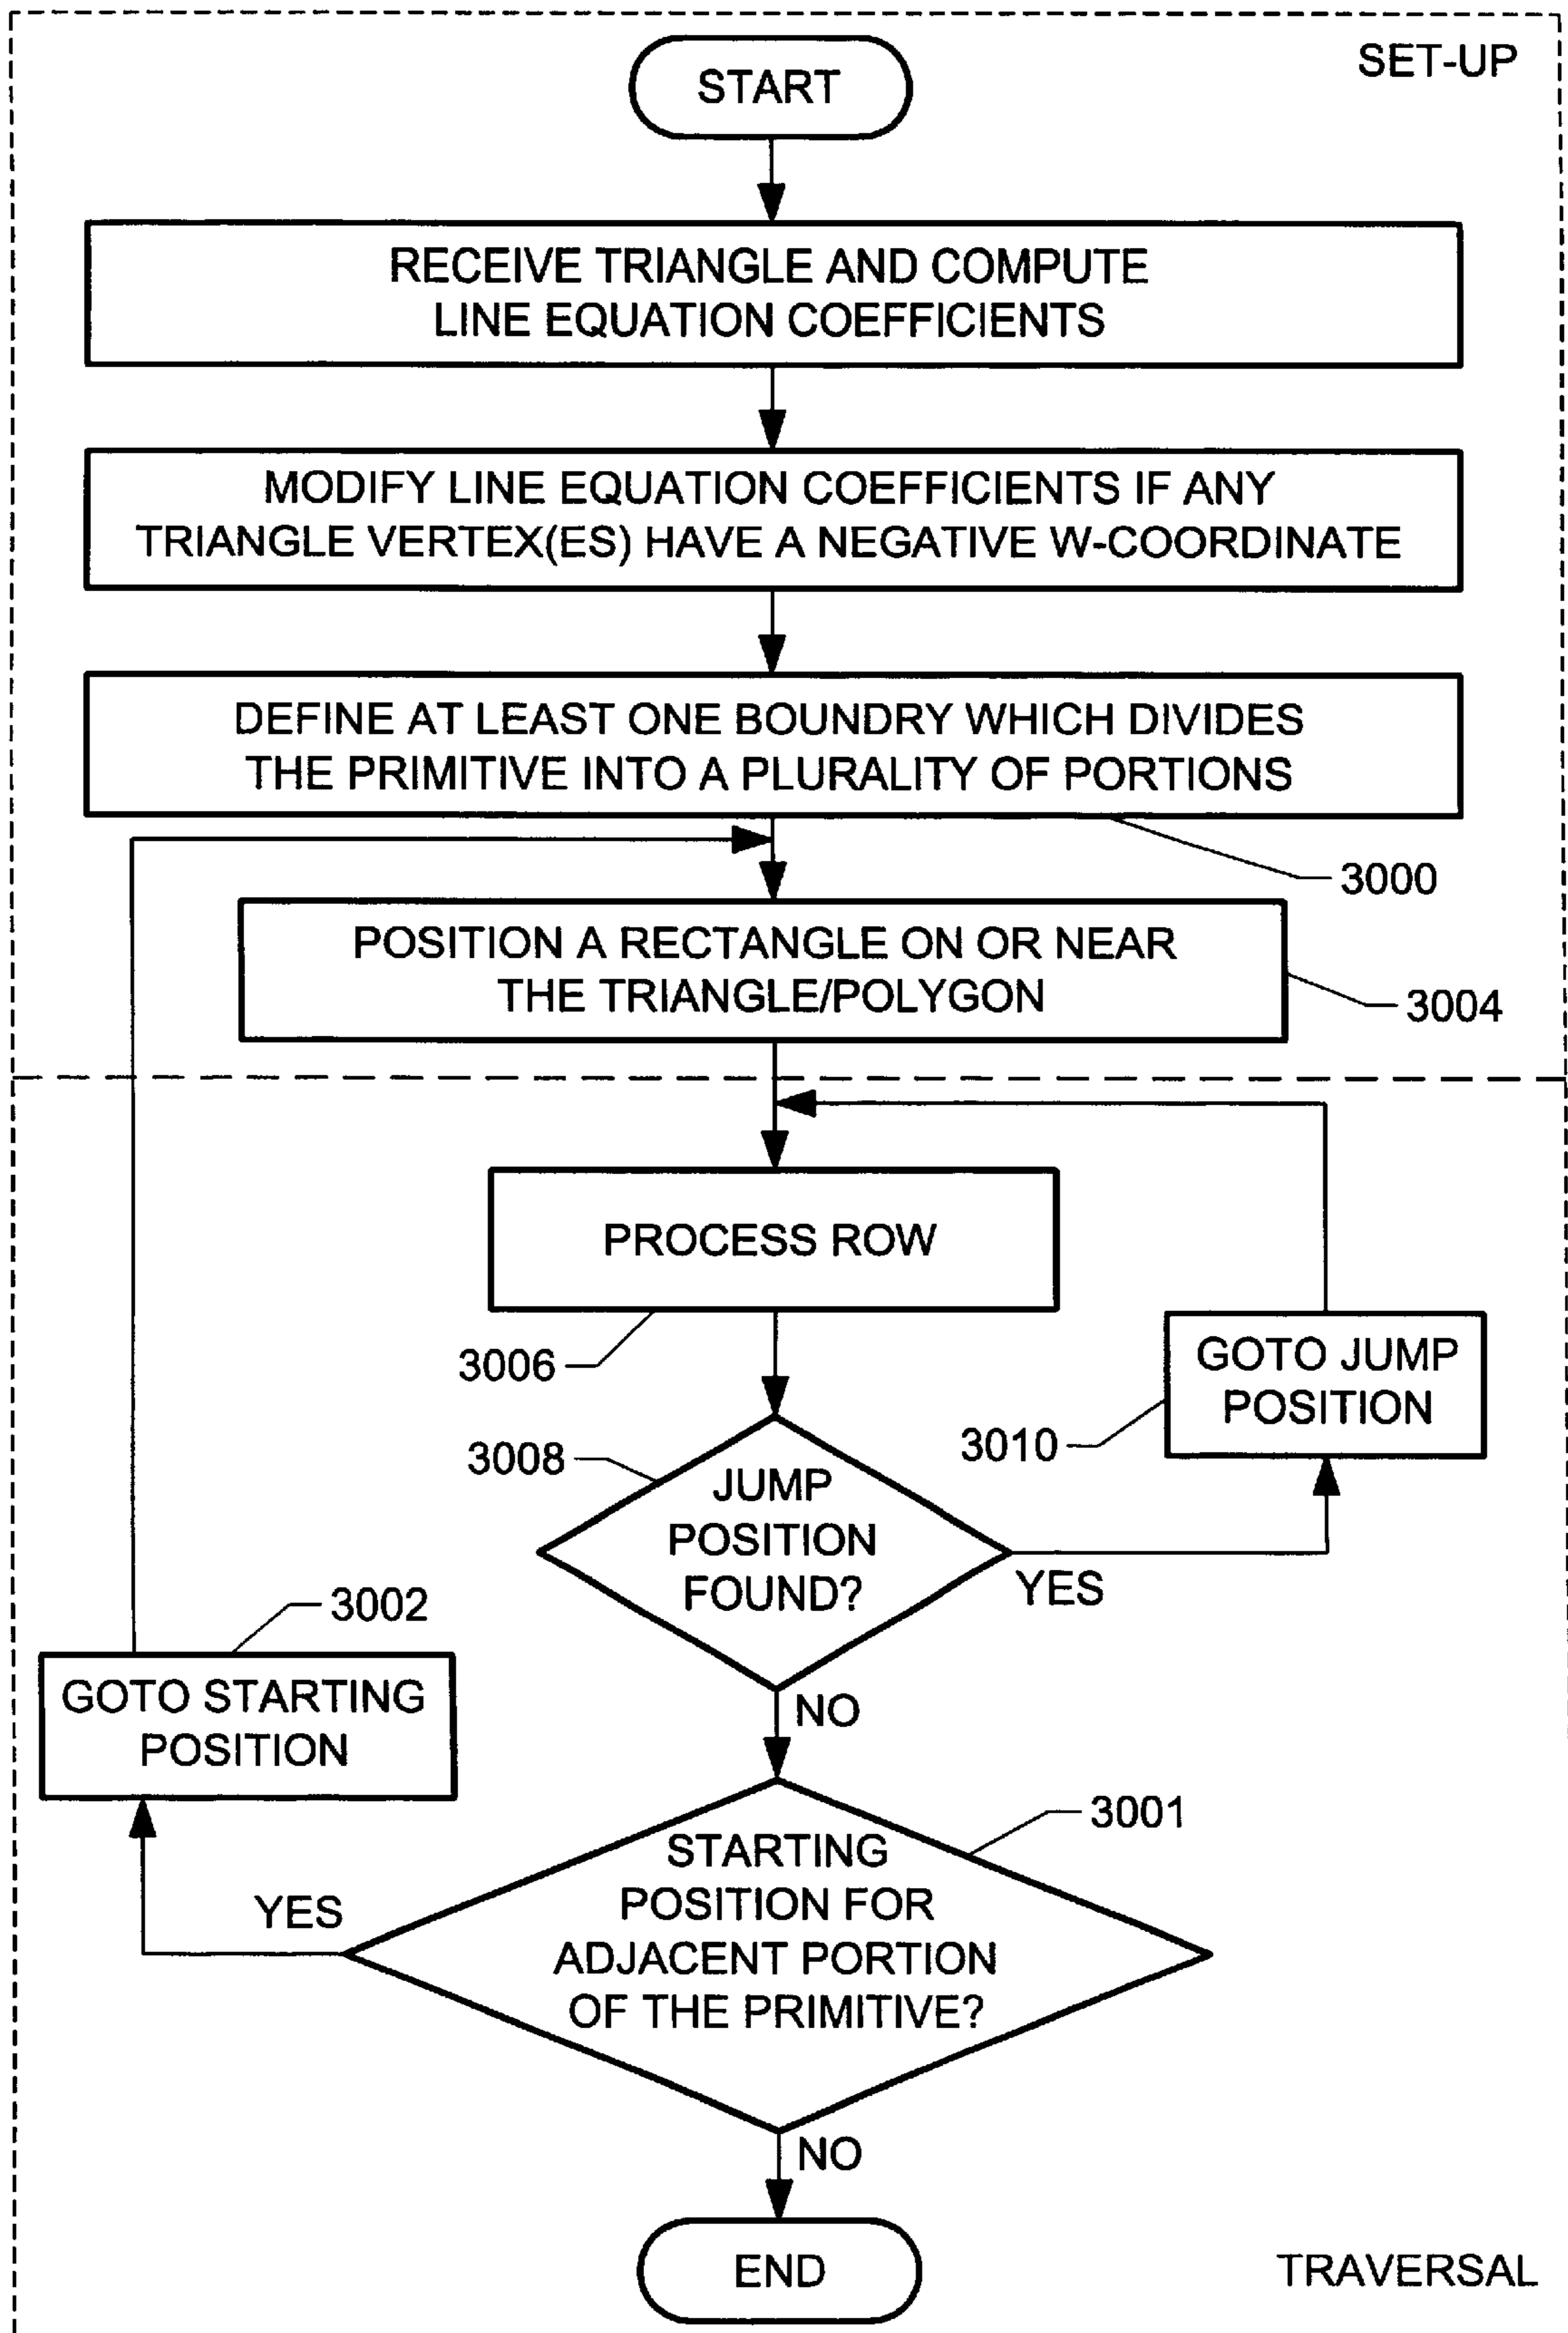 SET-UP
START
RECEIVE TRIANGLE AND COMPUTE
LINE EQUATION COEFFICIENTS
MODIFY LINE EQUATION COEFFICIENTS IF ANY
TRIANGLE VERTEX(ES) HAVE A NEGATIVE W-COORDINATE
DEFINE AT LEAST ONE BOUNDRY WHICH DIVIDES
THE PRIMITIVE INTO A PLURALITY OF PORTIONS
3000
POSITION A RECTANGLE ON OR NEAR
THE TRIANGLE/POLYGON
3004
PROCESS ROW
3006
GOTO JUMP
POSITION
3010
3008
JUMP
POSITION
FOUND?
YES
3002
GOTO STARTING
POSITION
NO
3001
STARTING
POSITION FOR
ADJACENT PORTION
OF THE PRIMITIVE?
YES
NO
END
TRAVERSAL